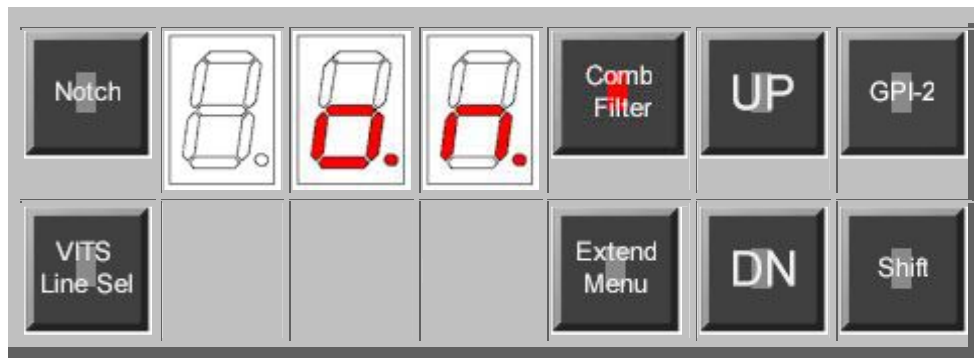 Notch
o.n.
Comb
Filter
UP
GPI-2
VITS
Line Sel
Extend
Menu
DN
Shift